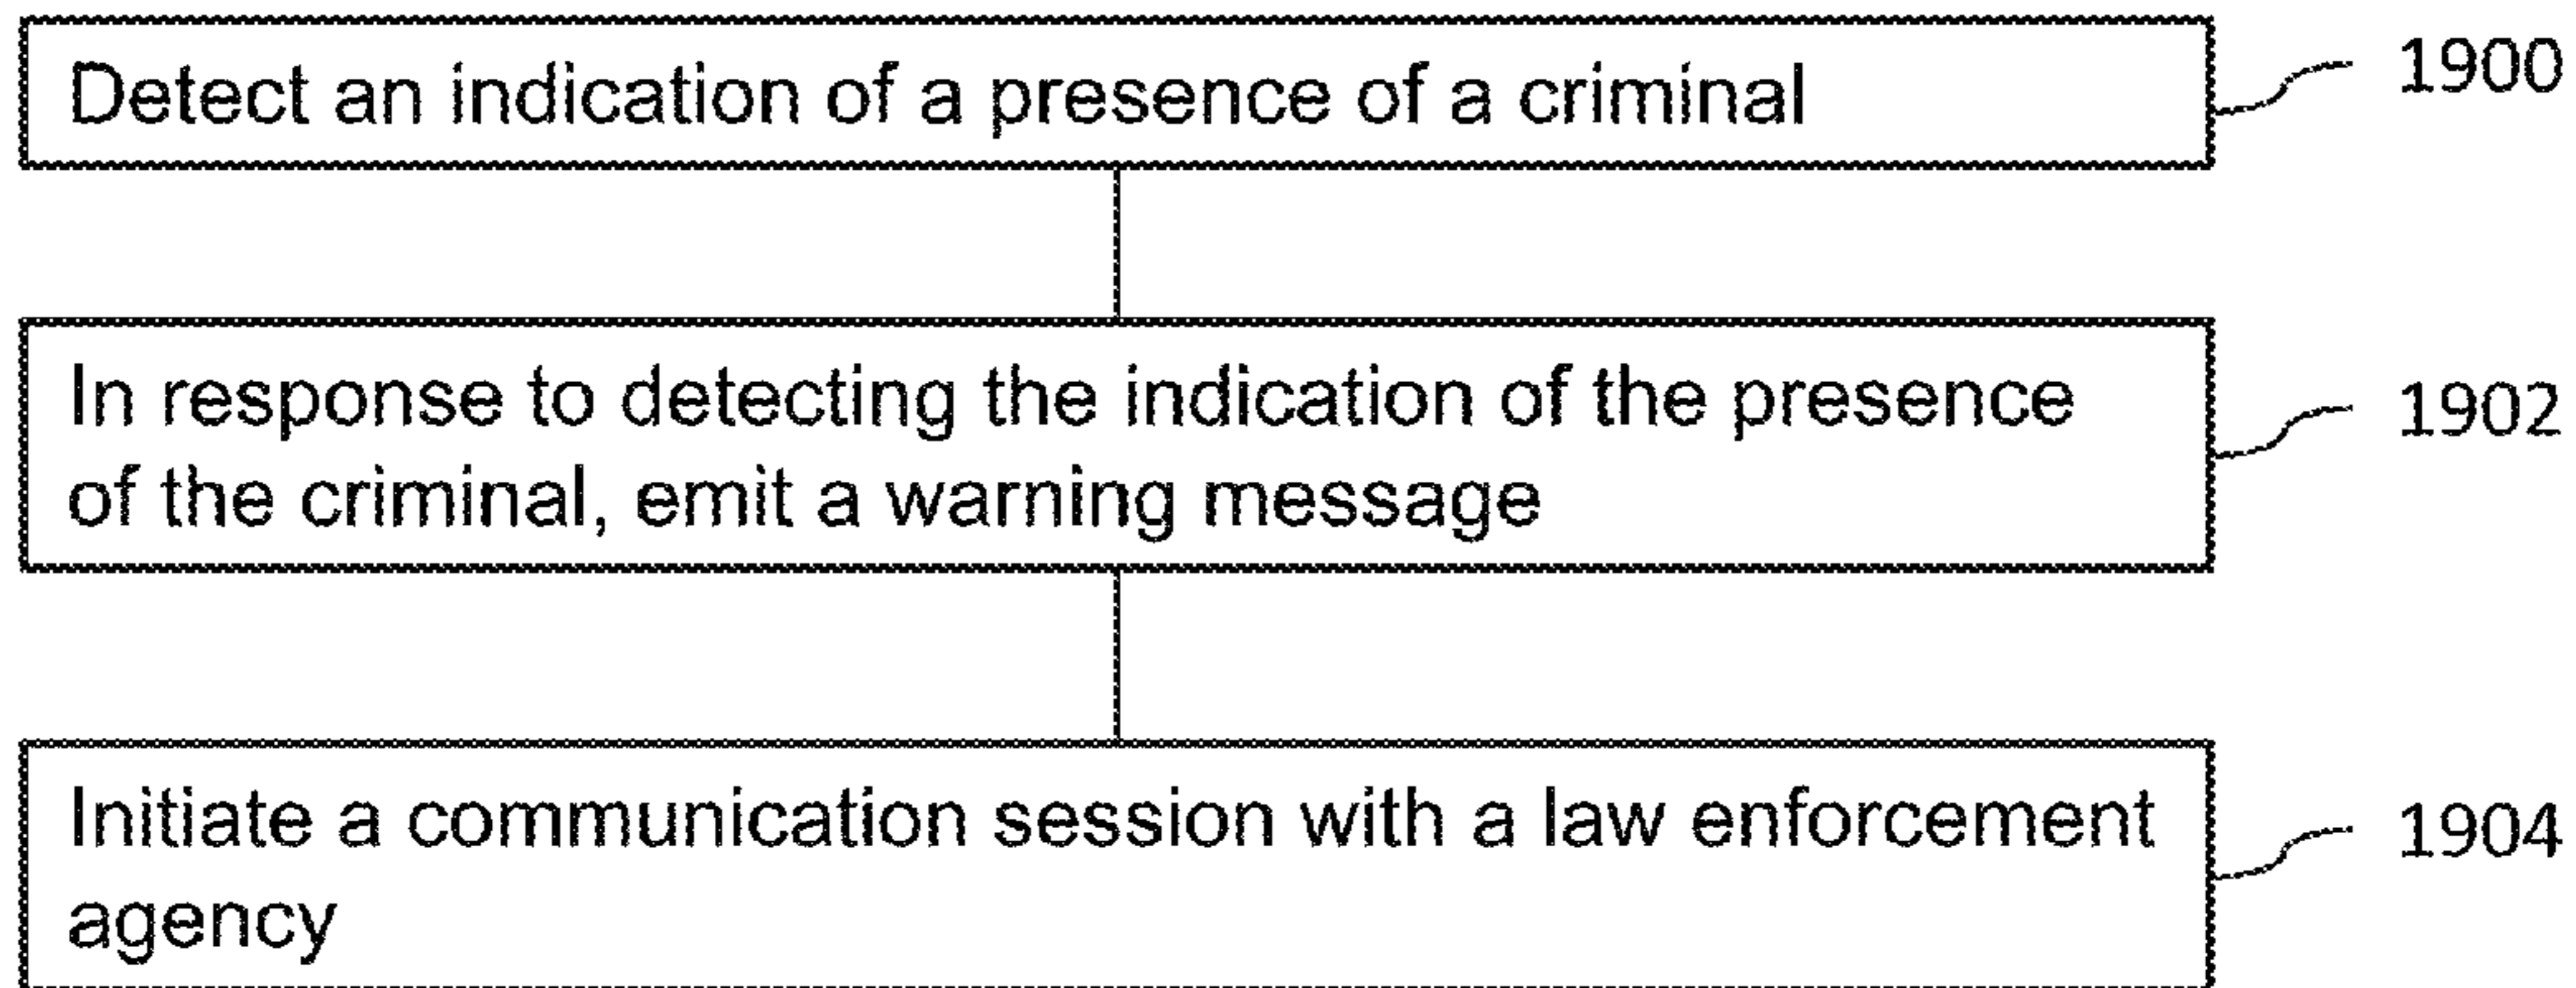 Detect an indication of a presence of a criminal
1900
In response to detecting the indication of the presence
of the criminal, emit a warning message
1902
Initiate a communication session with a law enforcement
agency
1904